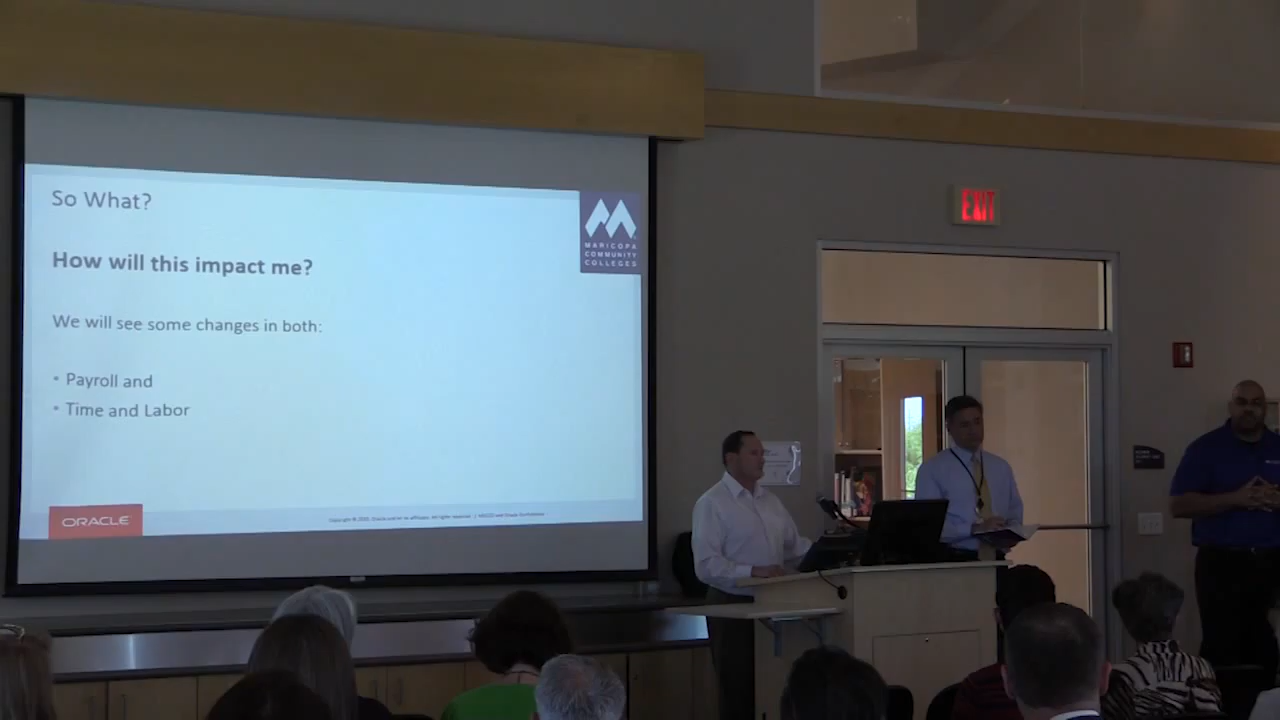 So What?
MARICOPA
COMMUNITY
COLLEGES
How will this impact me?
We will see some changes in both:
• Payroll and
• Time and Labor
ORACLE
EXIT